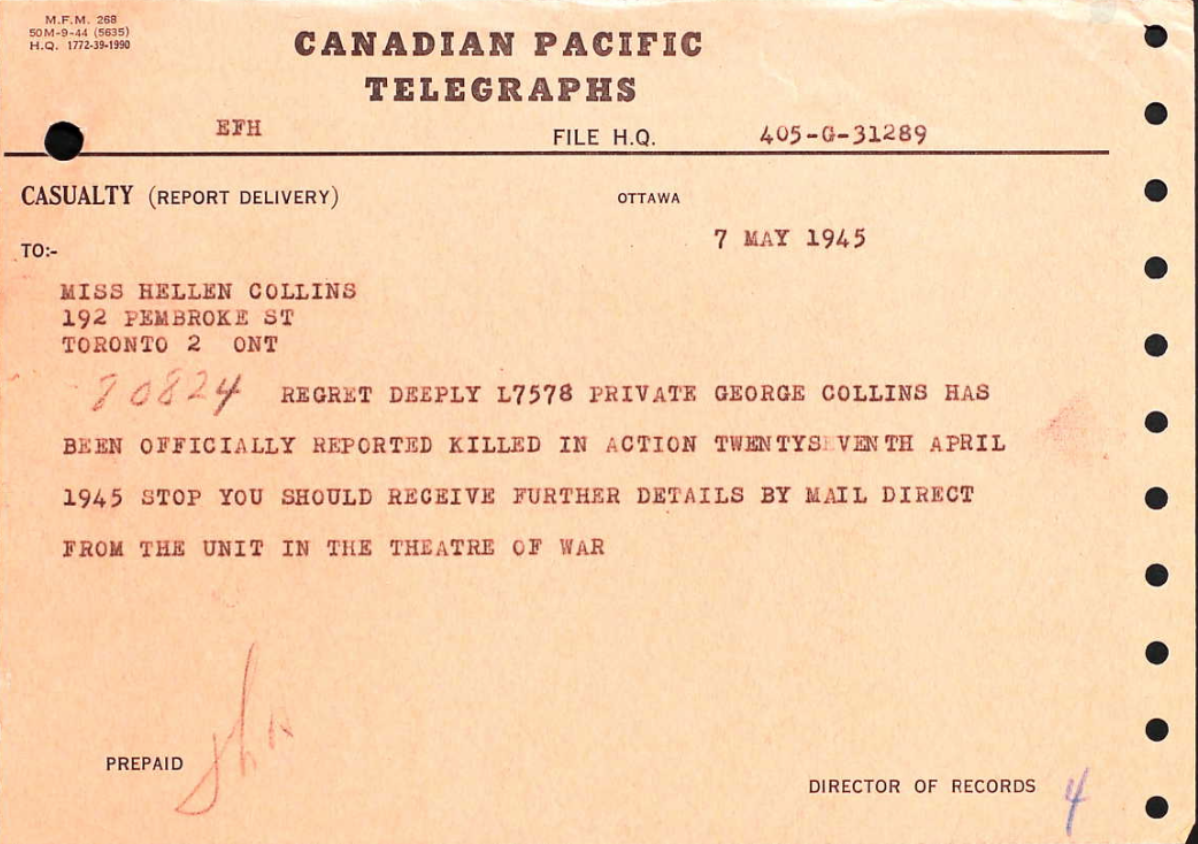 M.F.M. 268
50M-9-44 (5635)
H.Q. 1772-39-1990
CANADIAN PACIFIC
TELEGRAPHS
EFH
FILE H.Q. 405-G-31289
CASUALTY (REPORT DELIVERY)
OTTAWA
7 MAY 1945
TO:-
MISS HELLEN COLLINS
192 PEMBROKE ST
TORONTO 2 ONT
70824 REGRET DEEPLY L7578 PRIVATE GEORGE COLLINS HAS
BEEN OFFICIALLY REPORTED KILLED IN ACTION TWENTYSEVENTH APRIL
1945 STOP YOU SHOULD RECEIVE FURTHER DETAILS BY MAIL DIRECT
FROM THE UNIT IN THE THEATRE OF WAR
PREPAID
DIRECTOR OF RECORDS 4